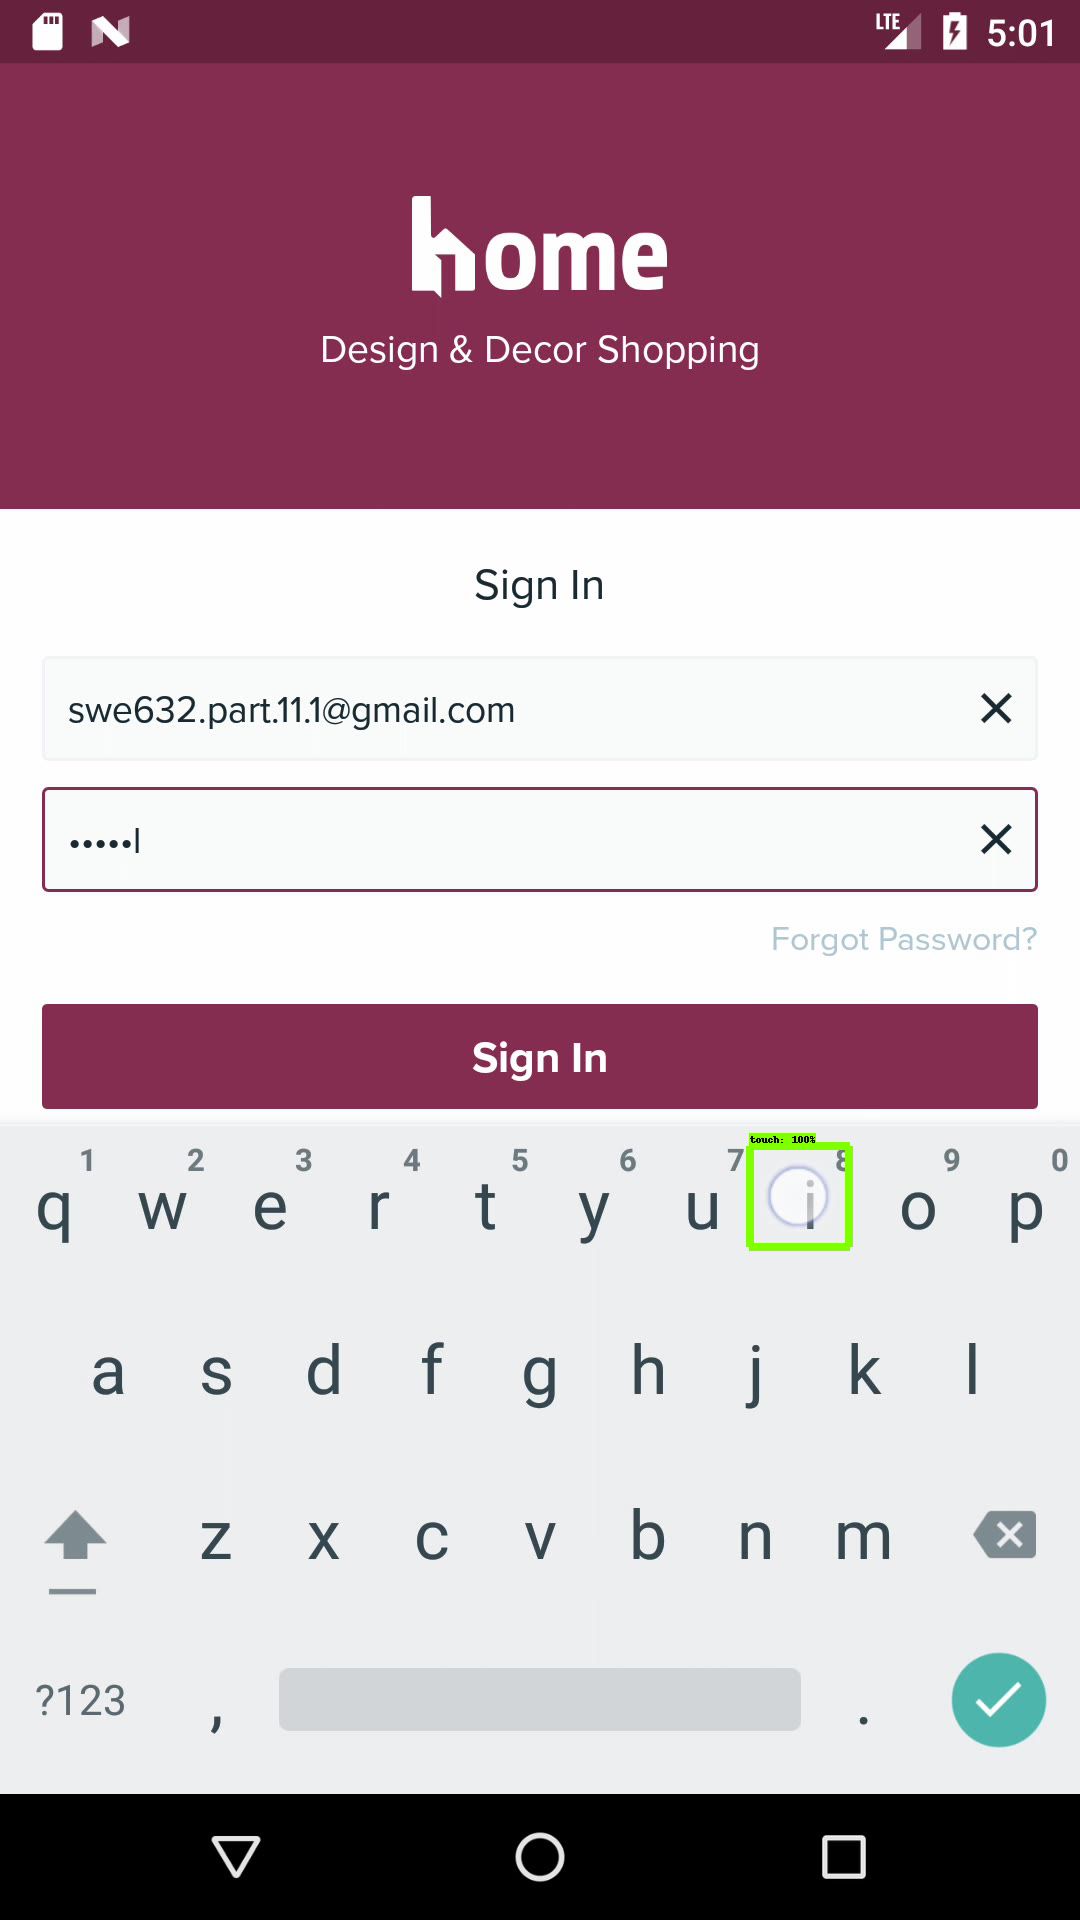 LTE 5:01
home
Design & Decor Shopping
Sign In
swe632.part.11.1@gmail.com
•••••
Forgot Password?
Sign In
touch: 100%
1 2 3 4 5 6 7 8 9 0
q w e r t y u i o p
a s d f g h j k l
z x c v b n m
?123 , .